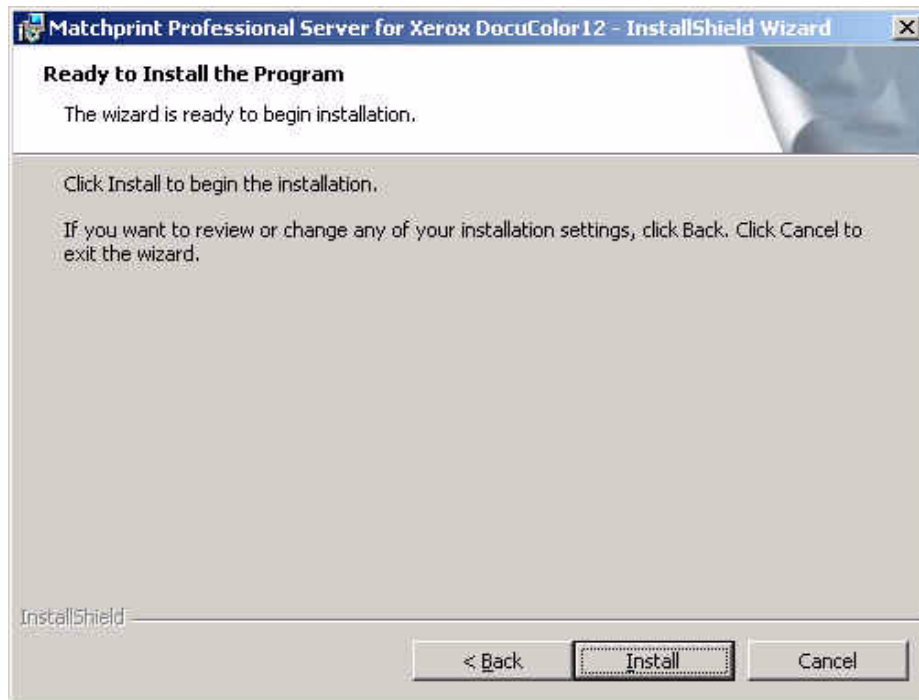 Matchprint Professional Server for Xerox DocuColor12 - InstallShield Wizard
Ready to Install the Program
The wizard is ready to begin installation.
Click Install to begin the installation.
If you want to review or change any of your installation settings, click Back. Click Cancel to
exit the wizard.
InstallShield
< Back Install Cancel